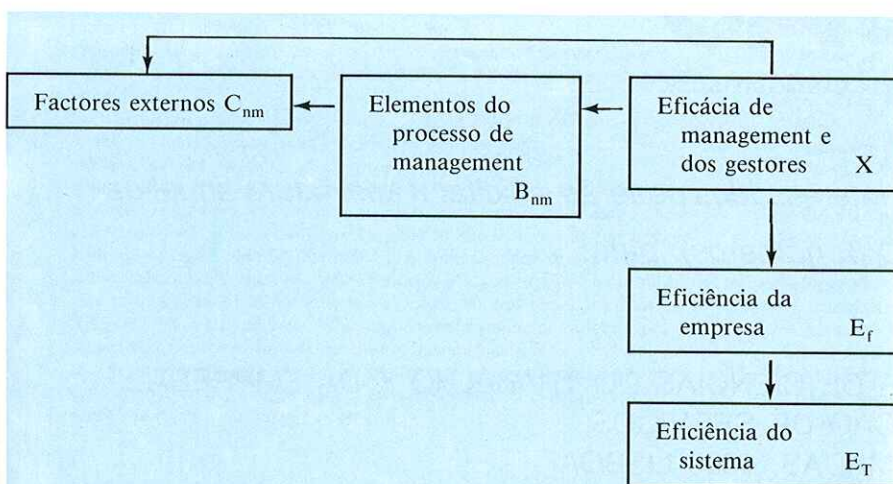 Factores externos C_nm
Elementos do
processo de
management
B_nm
Eficácia de
management e
dos gestores X
Eficiência da
empresa E_f
Eficiência do
sistema E_T